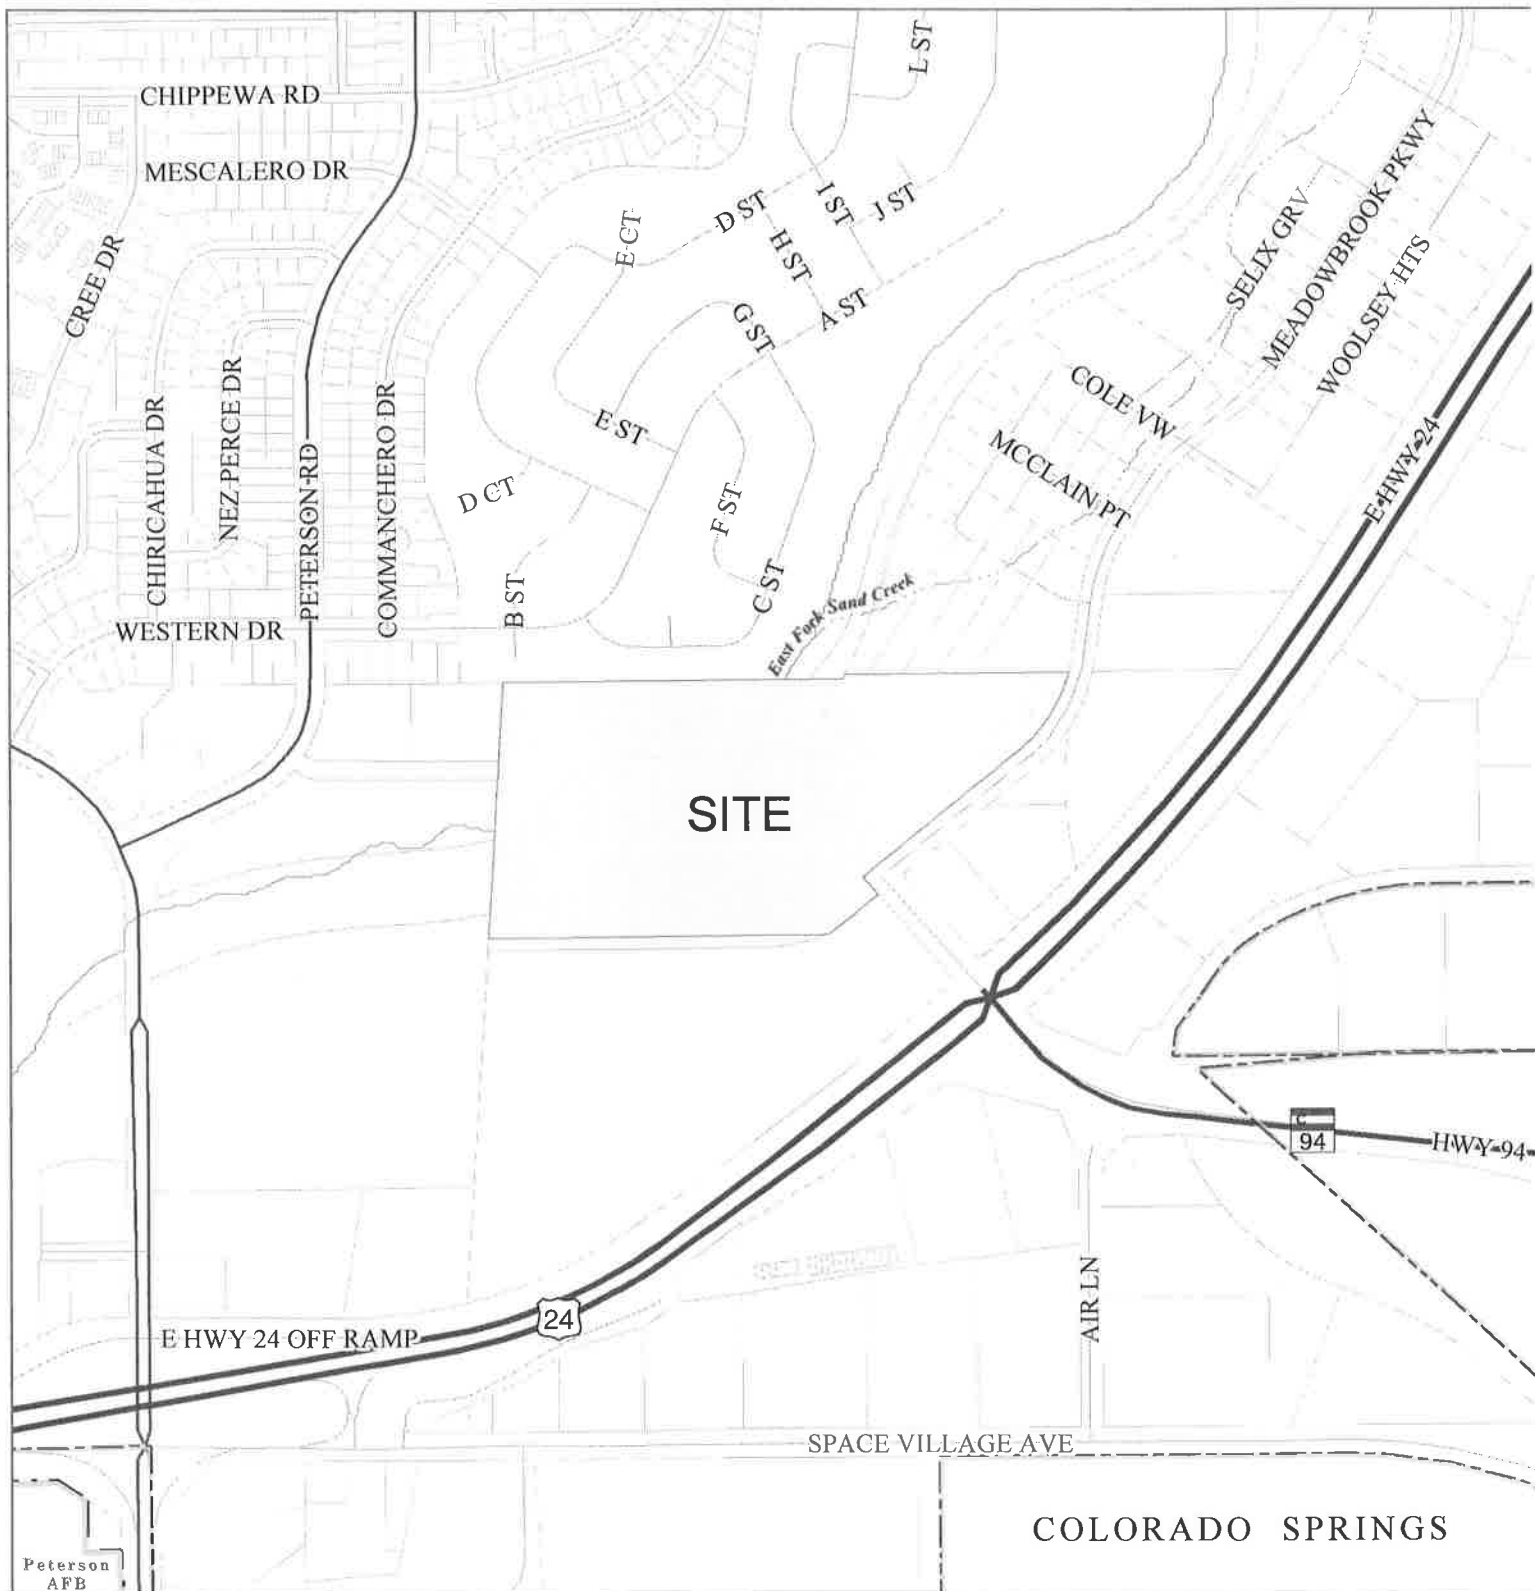 L ST
CHIPPEWA RD
MESCALERO DR
CREE DR
D ST
I ST
J ST
E CT
H ST
G ST
A ST
SELIX GRV
MEADOWBROOK PKWY
WOOLSEY HTS
CHIRICAHUA DR
NEZ PERCE DR
PETERSON RD
COMMANCHERO DR
E ST
D CT
F ST
C ST
B ST
COLE VW
MCCLAIN PT
E HWY 24
East Fork Sand Creek
WESTERN DR
SITE
C
94
HWY 94
AIR LN
24
E HWY 24 OFF RAMP
SPACE VILLAGE AVE
COLORADO SPRINGS
Peterson
AFB